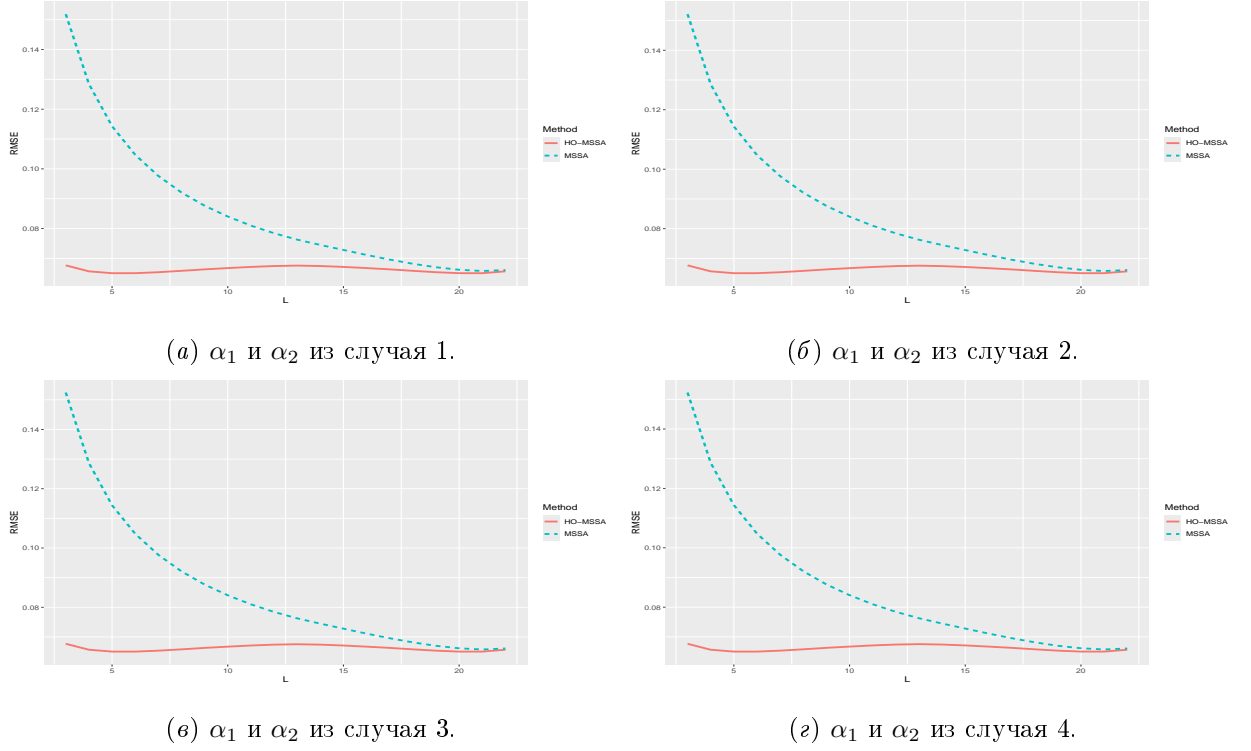 0.14
0.12
0.10
0.08
RMSE
5
10
15
20
L
Method
HO−MSSA
MSSA
(а) α1 и α2 из случая 1.
0.14
0.12
0.10
0.08
RMSE
5
10
15
20
L
Method
HO−MSSA
MSSA
(б) α1 и α2 из случая 2.
0.14
0.12
0.10
0.08
RMSE
5
10
15
20
L
Method
HO−MSSA
MSSA
(в) α1 и α2 из случая 3.
0.14
0.12
0.10
0.08
RMSE
5
10
15
20
L
Method
HO−MSSA
MSSA
(г) α1 и α2 из случая 4.